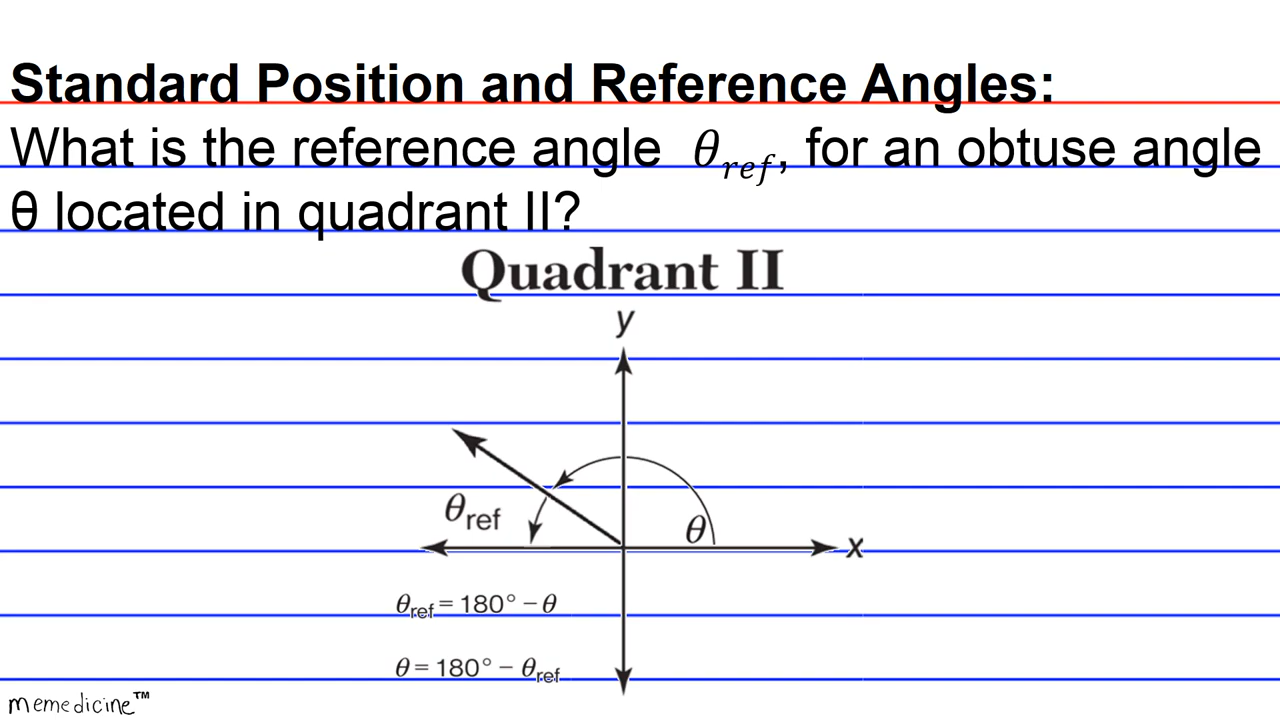 Standard Position and Reference Angles:
What is the reference angle θ_ref, for an obtuse angle
θ located in quadrant II?
Quadrant II
y
θref
θ
x
θref = 180° − θ
θ = 180° − θref
memedicine™